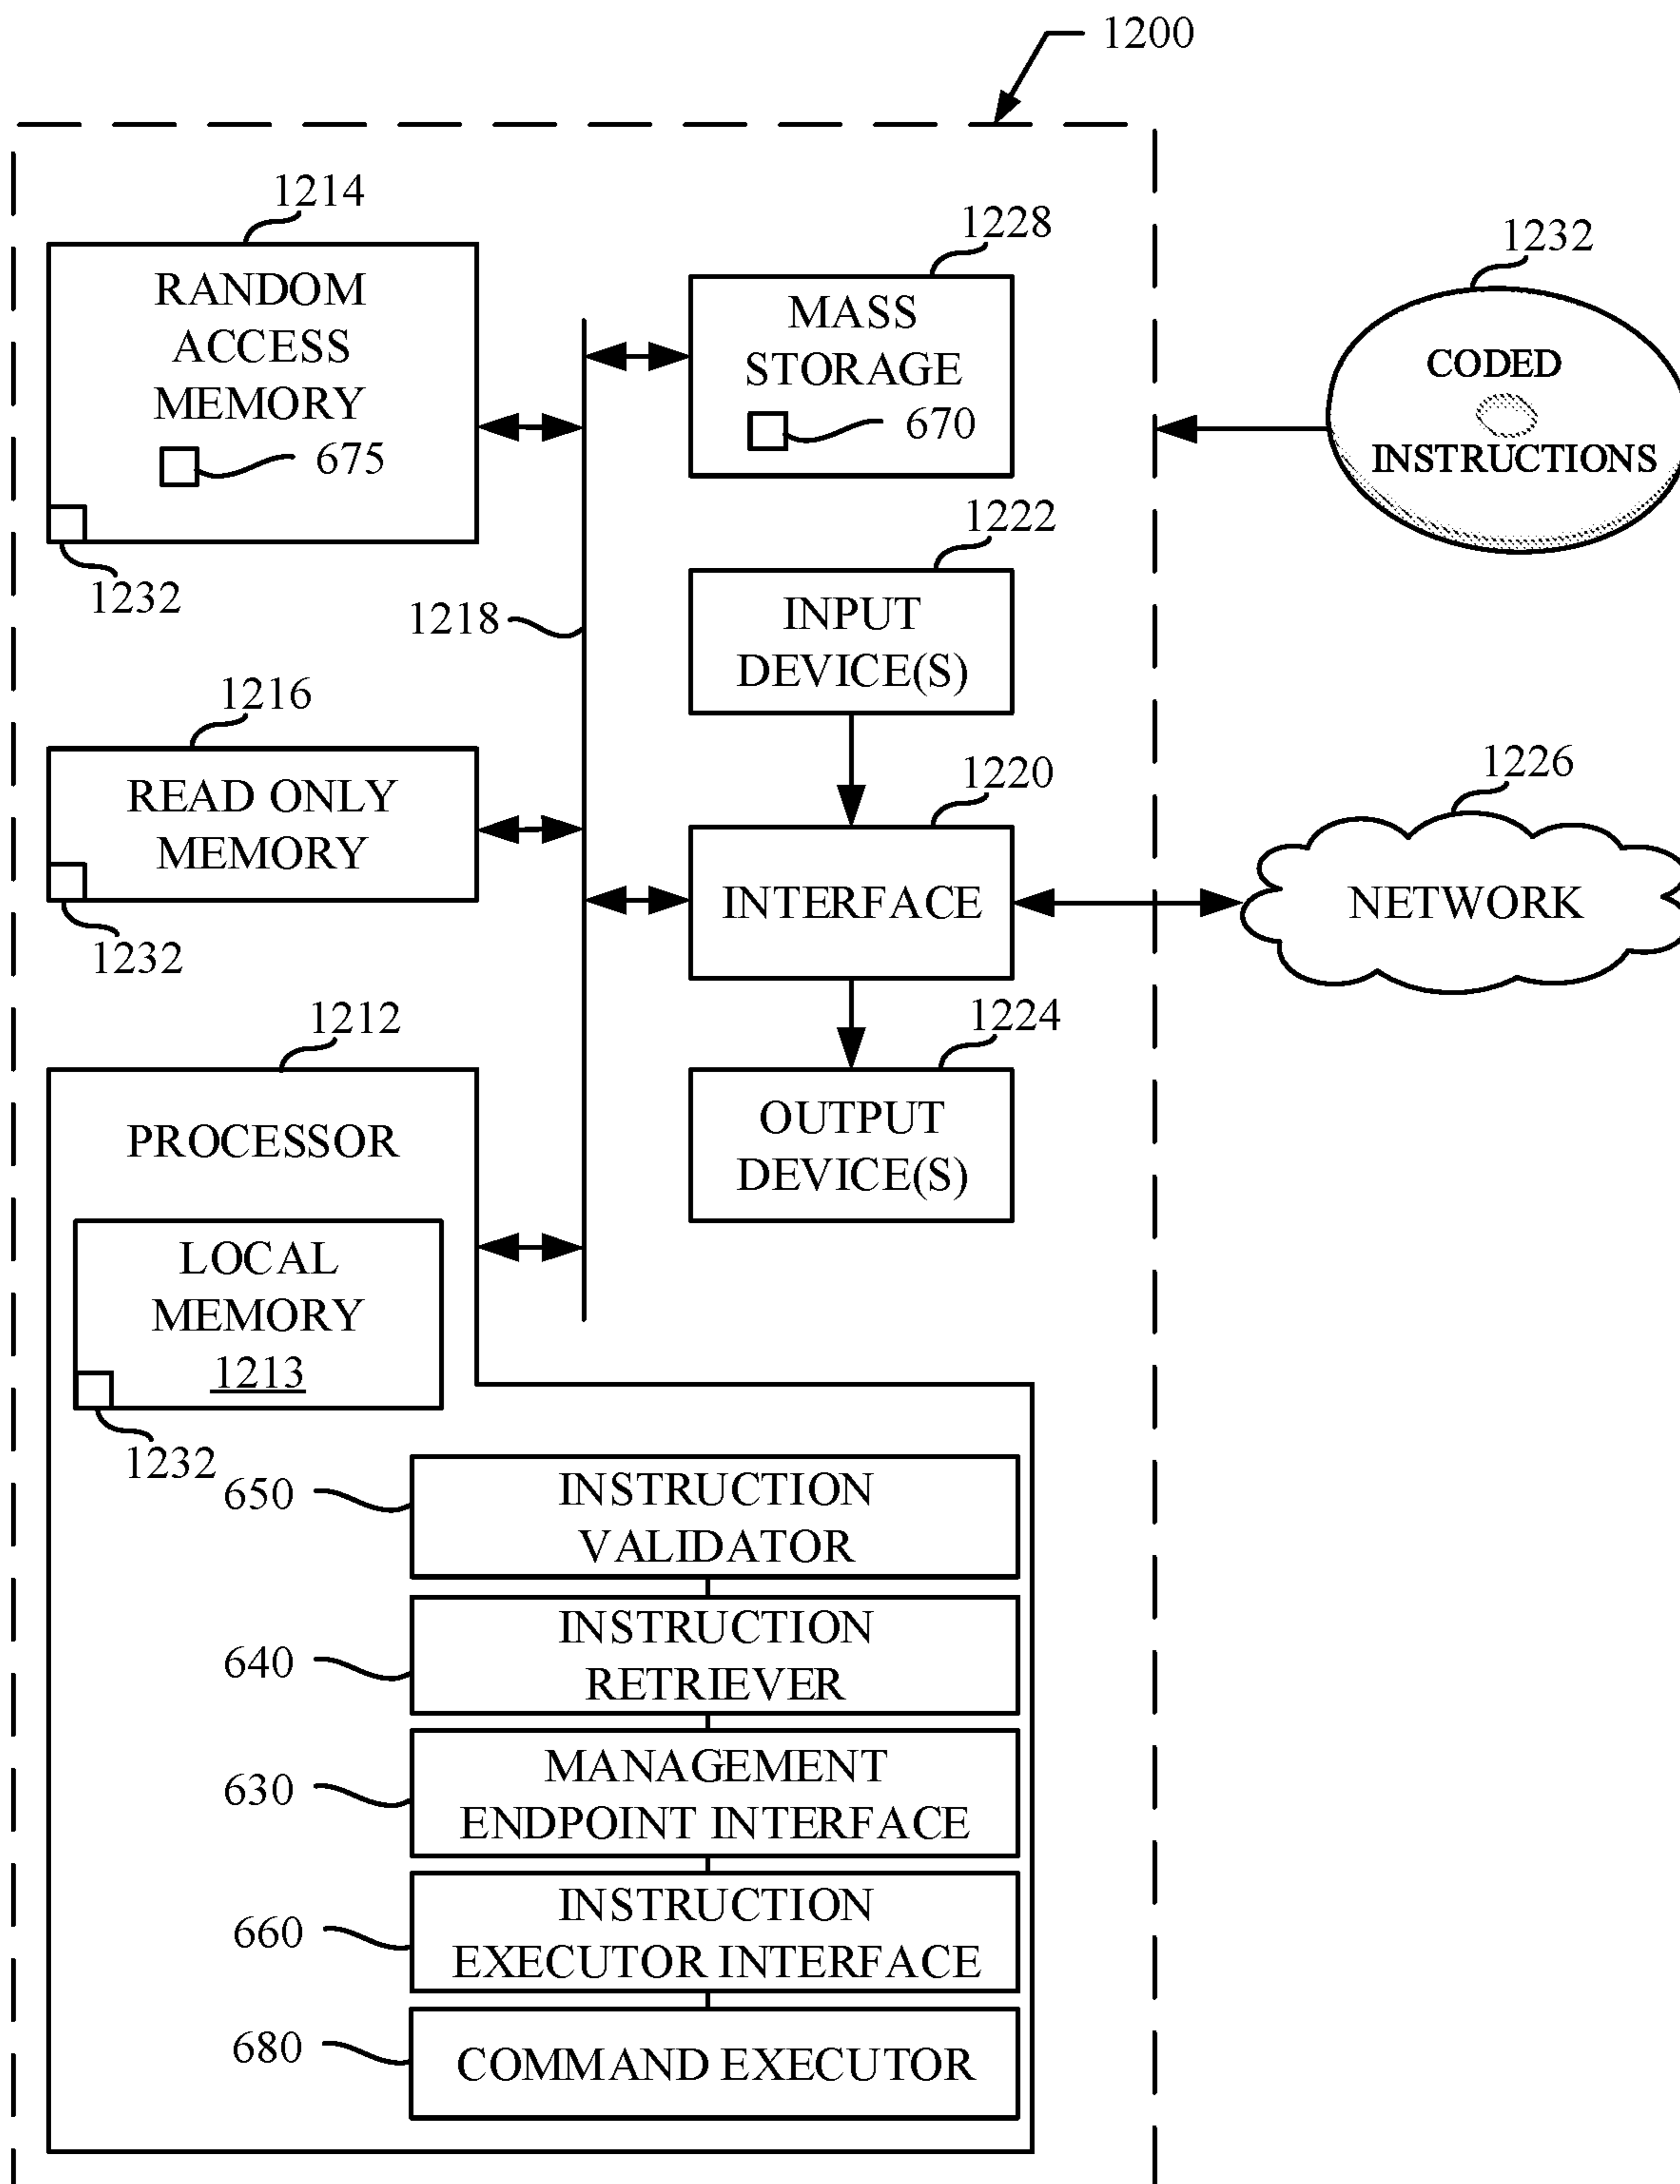 1200
1214
RANDOM
ACCESS
MEMORY
675
1232
1228
MASS
STORAGE
670
1232
CODED
INSTRUCTIONS
1222
INPUT
DEVICE(S)
1218
1216
READ ONLY
MEMORY
1232
1220
INTERFACE
1226
NETWORK
1224
OUTPUT
DEVICE(S)
1212
PROCESSOR
LOCAL
MEMORY
1213
1232
650
INSTRUCTION
VALIDATOR
640
INSTRUCTION
RETRIEVER
630
MANAGEMENT
ENDPOINT INTERFACE
660
INSTRUCTION
EXECUTOR INTERFACE
680
COMMAND EXECUTOR